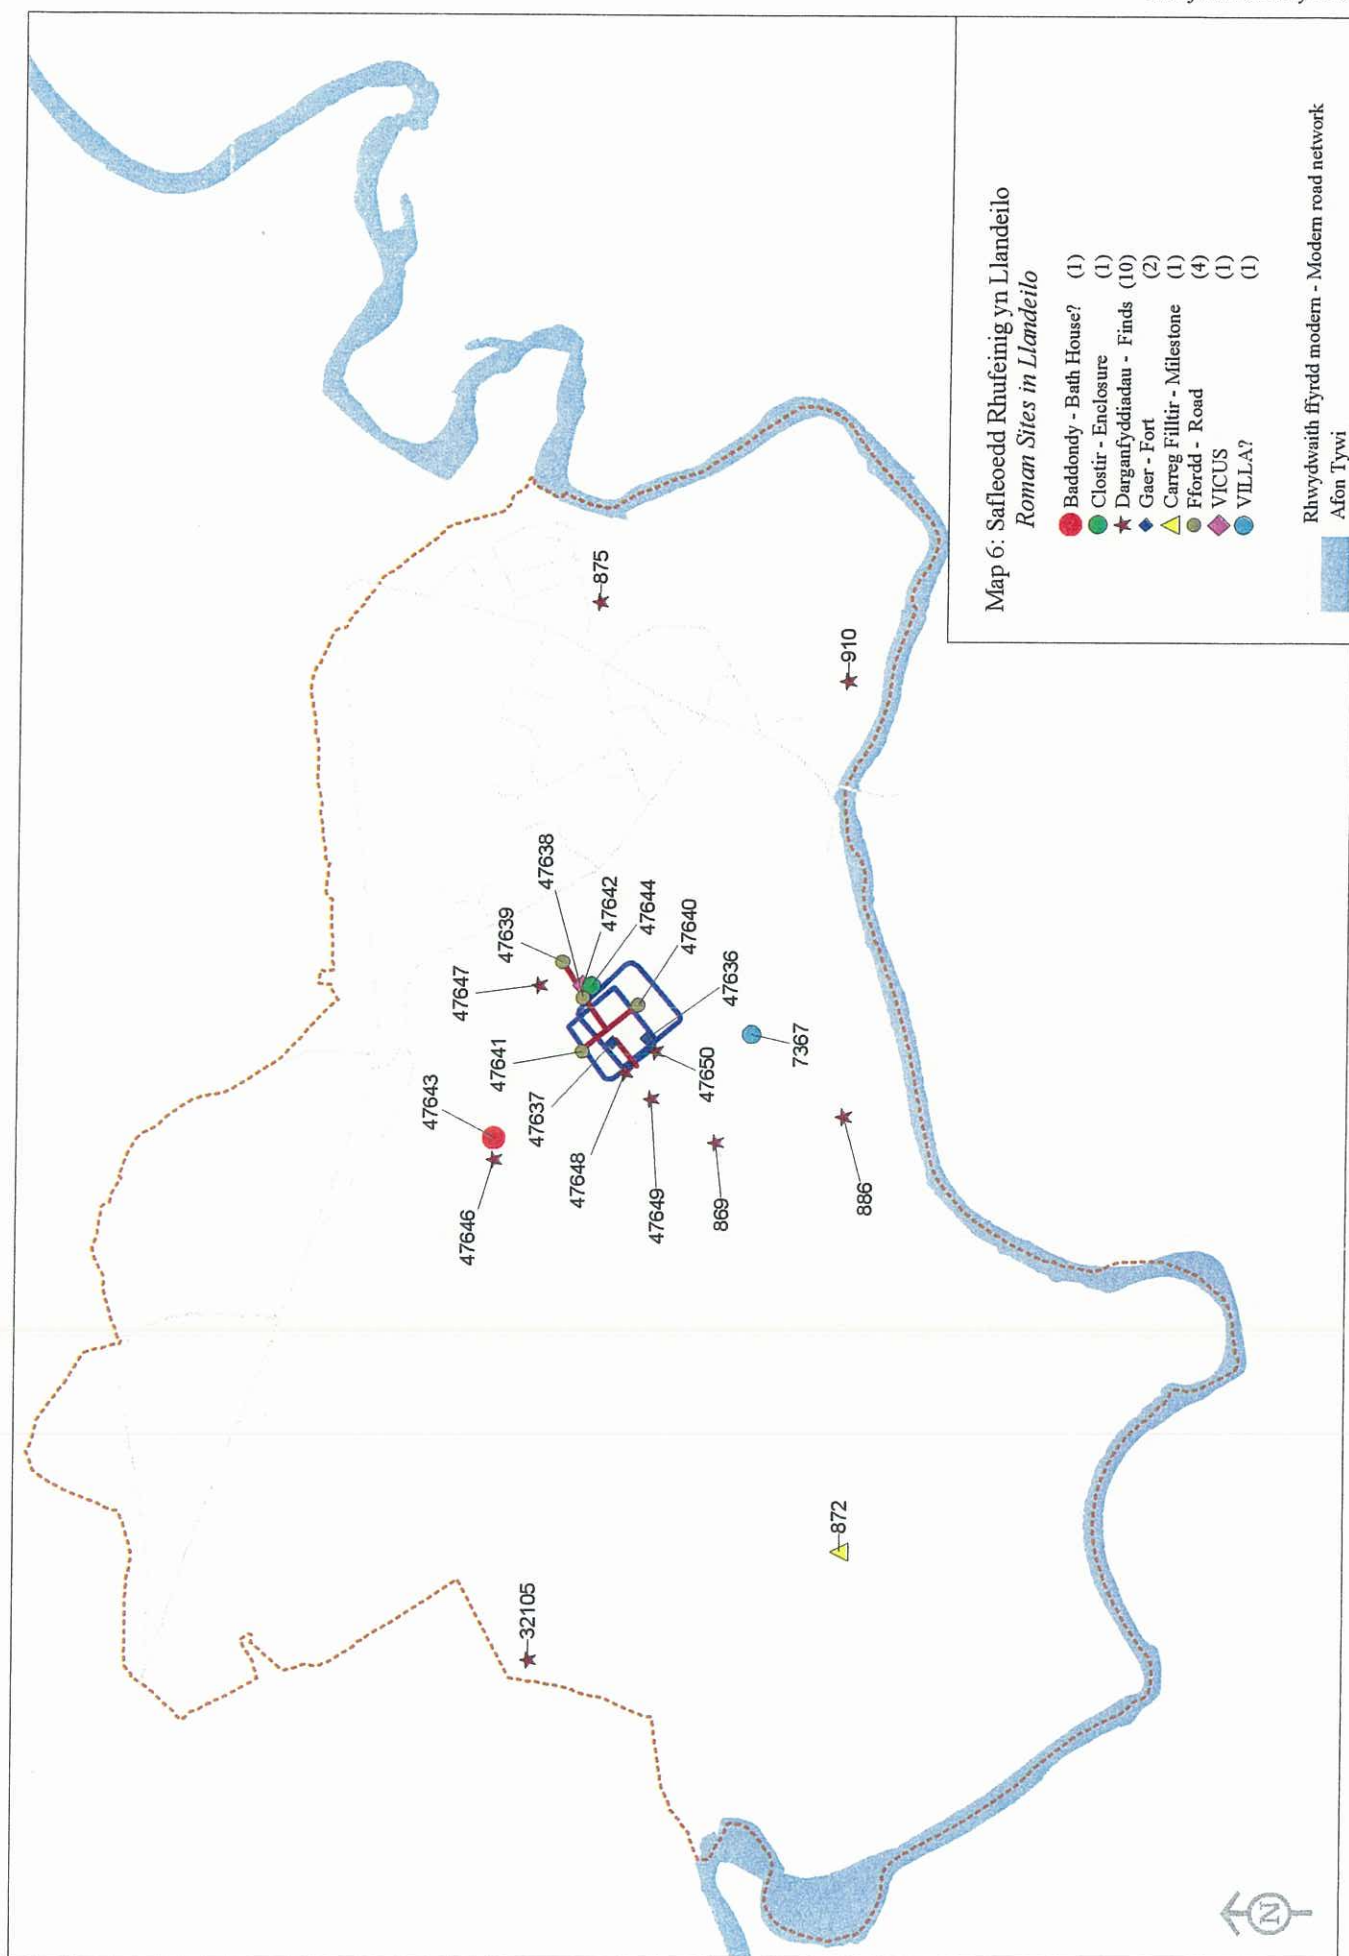 Map 6: Safleoedd Rhufeinig yn Llandeilo
Roman Sites in Llandeilo
Baddondy - Bath House? (1)
Clostir - Enclosure (1)
Darganfyddiadau - Finds (10)
Gaer - Fort (2)
Carreg Filltir - Milestone (1)
Ffordd - Road (4)
VICUS (1)
VILLA? (1)
Rhwydwaith ffyrdd modern - Modern road network
Afon Tywi
32105
872
47646
47643
47641
47637
47648
47649
869
886
47647
47639
47638
47642
47644
47640
47636
47650
7367
875
910
N